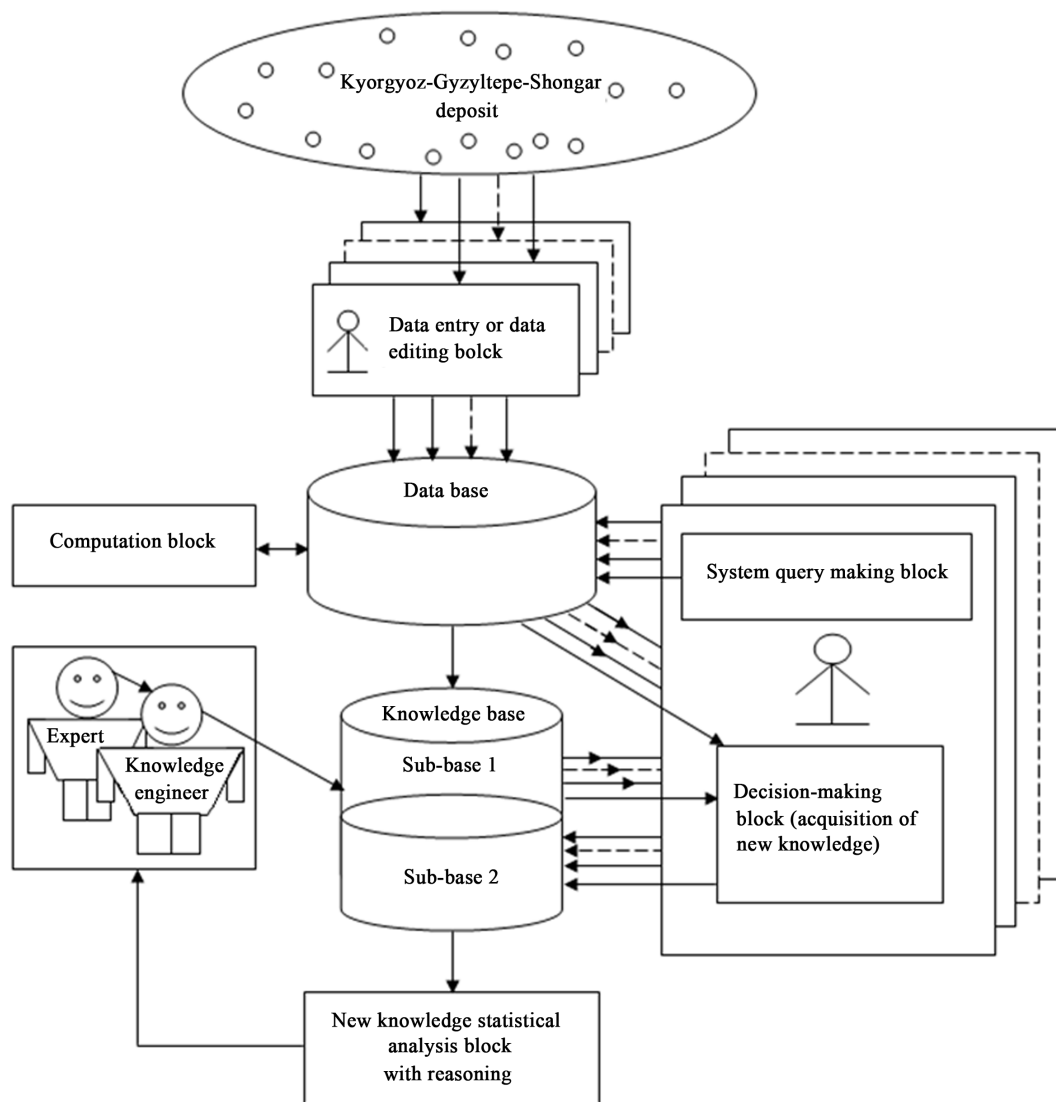 Kyorgyoz-Gyzyltepe-Shongar
deposit
Data entry or data
editing bolck
Data base
Computation block
System query making block
Knowledge base
Expert
Sub-base 1
Knowledge
engineer
Decision-making
block (acquisition of
new knowledge)
Sub-base 2
New knowledge statistical
analysis block
with reasoning